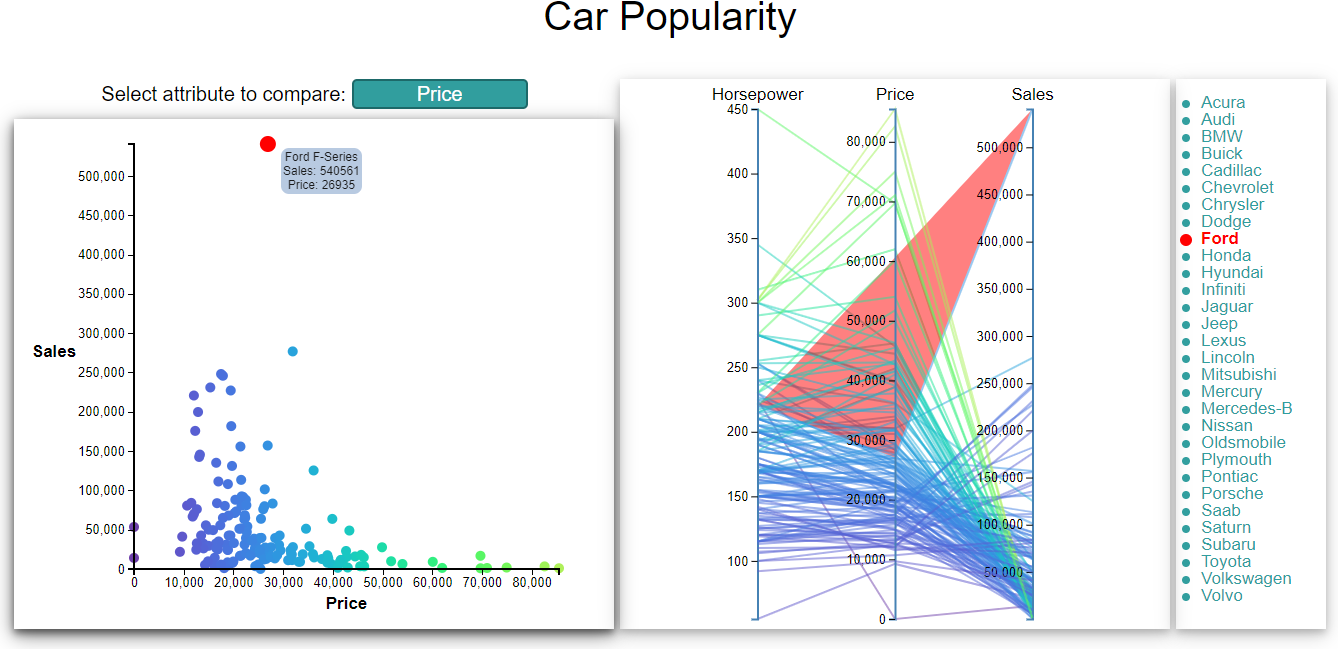 Car Popularity
Select attribute to compare: Price
500,000
450,000
400,000
350,000
300,000
250,000
200,000
150,000
100,000
50,000
0
Sales
Ford F-Series
Sales: 540561
Price: 26935
0 10,000 20,000 30,000 40,000 50,000 60,000 70,000 80,000
Price
Horsepower Price Sales
450
400
350
300
250
200
150
100
80,000
70,000
60,000
50,000
40,000
30,000
20,000
10,000
0
500,000
450,000
400,000
350,000
300,000
250,000
200,000
150,000
100,000
50,000
Acura
Audi
BMW
Buick
Cadillac
Chevrolet
Chrysler
Dodge
Ford
Honda
Hyundai
Infiniti
Jaguar
Jeep
Lexus
Lincoln
Mitsubishi
Mercury
Mercedes-B
Nissan
Oldsmobile
Plymouth
Pontiac
Porsche
Saab
Saturn
Subaru
Toyota
Volkswagen
Volvo